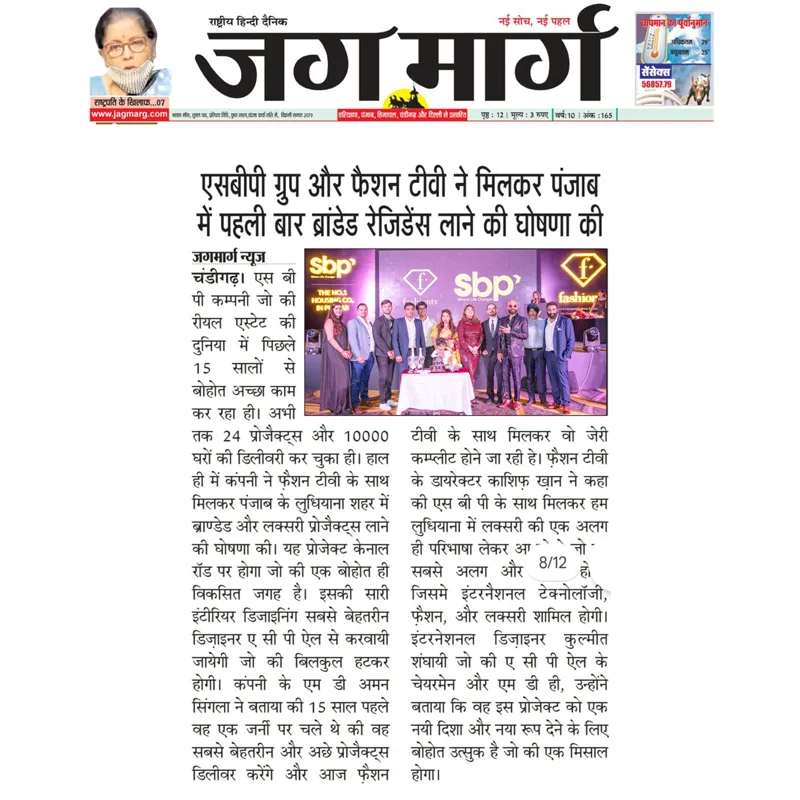 राष्ट्रीय हिन्दी दैनिक
नई सोच, नई पहल
जग मार्ग
राष्ट्रपति के खिलाफ...07
www.jagmarg.com
हरियाणा, पंजाब, हिमाचल, चंडीगढ़ और दिल्ली से प्रसारित
पृष्ठ : 12 | मूल्य : 3 रुपए | वर्ष:10 | अंक :165
तापमान का पूर्वानुमान
अधिकतम 29°
न्यूनतम 25°
सेंसेक्स
56857.79
एसबीपी ग्रुप और फैशन टीवी ने मिलकर पंजाब
में पहली बार ब्रांडेड रेजिडेंस लाने की घोषणा की
जगमार्ग न्यूज
चंडीगढ़। एस बी
पी कम्पनी जो की
रीयल एस्टेट की
दुनिया में पिछले
15 सालों से
बोहोत अच्छा काम
कर रहा ही। अभी
तक 24 प्रोजैक्ट्स और 10000
घरों की डिलीवरी कर चुका ही। हाल
ही में कंपनी ने फ़ैशन टीवी के साथ
मिलकर पंजाब के लुधियाना शहर में
ब्राण्डेड और लक्सरी प्रोजैक्ट्स लाने
की घोषणा की। यह प्रोजेक्ट केनाल
रॉड पर होगा जो की एक बोहोत ही
विकसित जगह है। इसकी सारी
इंटीरियर डिजाइनिंग सबसे बेहतरीन
डिज़ाइनर ए सी पी ऐल से करवायी
जायेगी जो की बिलकुल हटकर
होगी। कंपनी के एम डी अमन
सिंगला ने बताया की 15 साल पहले
वह एक जर्नी पर चले थे की वह
सबसे बेहतरीन और अछे प्रोजैक्ट्स
डिलीवर करेंगे और आज फ़ैशन
sbp
THE NO.1
HOUSING CO.
IN PUNJAB
f
fashiontv
sbp
f
fashion
टीवी के साथ मिलकर वो जेरी
कम्प्लीट होने जा रही हे। फ़ैशन टीवी
के डायरेक्टर काशिफ़ ख़ान ने कहा
की एस बी पी के साथ मिलकर हम
लुधियाना में लक्सरी की एक अलग
ही परिभाषा लेकर जो
सबसे अलग और हो
जिसमे इंटरनैशनल टेक्नोलॉजी,
फ़ैशन, और लक्सरी शामिल होगी।
इंटरनेशनल डिज़ाइनर कुल्मीत
शंघायी जो की ए सी पी ऐल के
चेयरमेन और एम डी ही, उन्होंने
बताया कि वह इस प्रोजेक्ट को एक
नयी दिशा और नया रूप देने के लिए
बोहोत उत्सुक है जो की एक मिसाल
होगा।
8/12